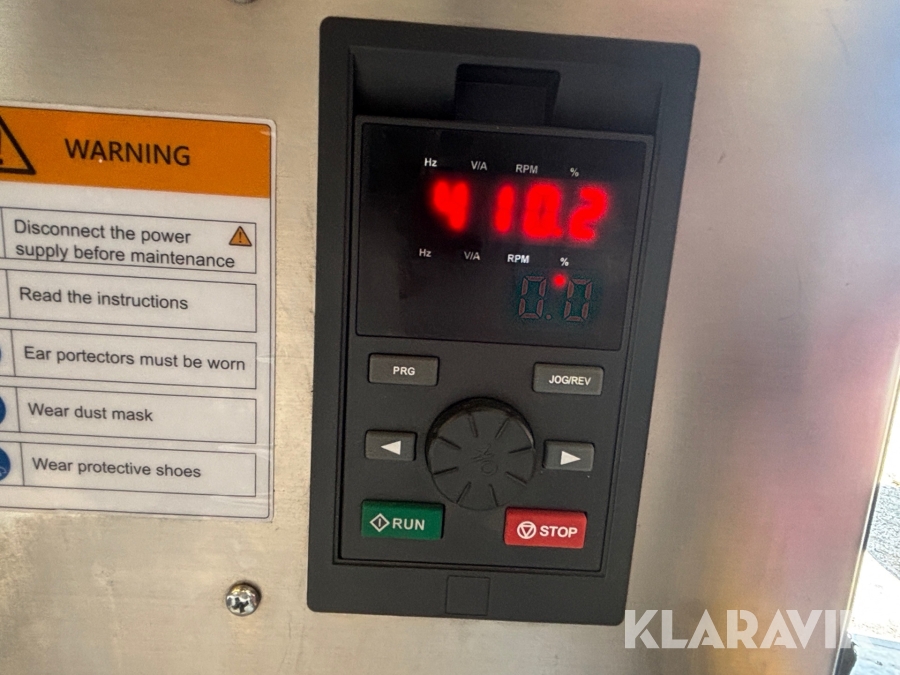 WARNING
Disconnect the power
supply before maintenance
Read the instructions
Ear portectors must be worn
Wear dust mask
Wear protective shoes
Hz V/A RPM %
410.2
Hz V/A RPM %
0.0
PRG JOG/REV
RUN STOP